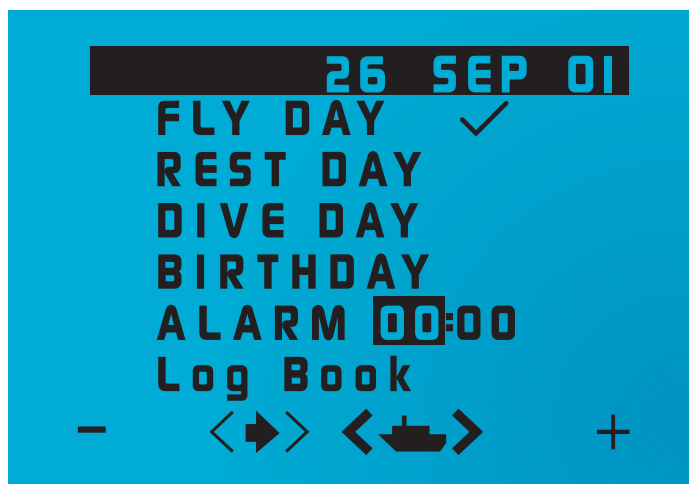 26 SEP 01
FLY DAY ✓
REST DAY
DIVE DAY
BIRTHDAY
ALARM 00:00
Log Book
- < > < > +